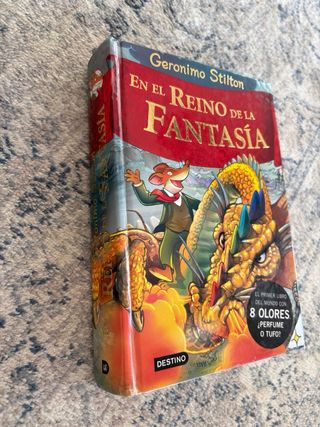 Geronimo Stilton
EN EL REINO DE LA
FANTASÍA
EL PRIMER LIBRO
DEL MUNDO CON
8 OLORES
¿PERFUME
O TUFO?
DESTINO